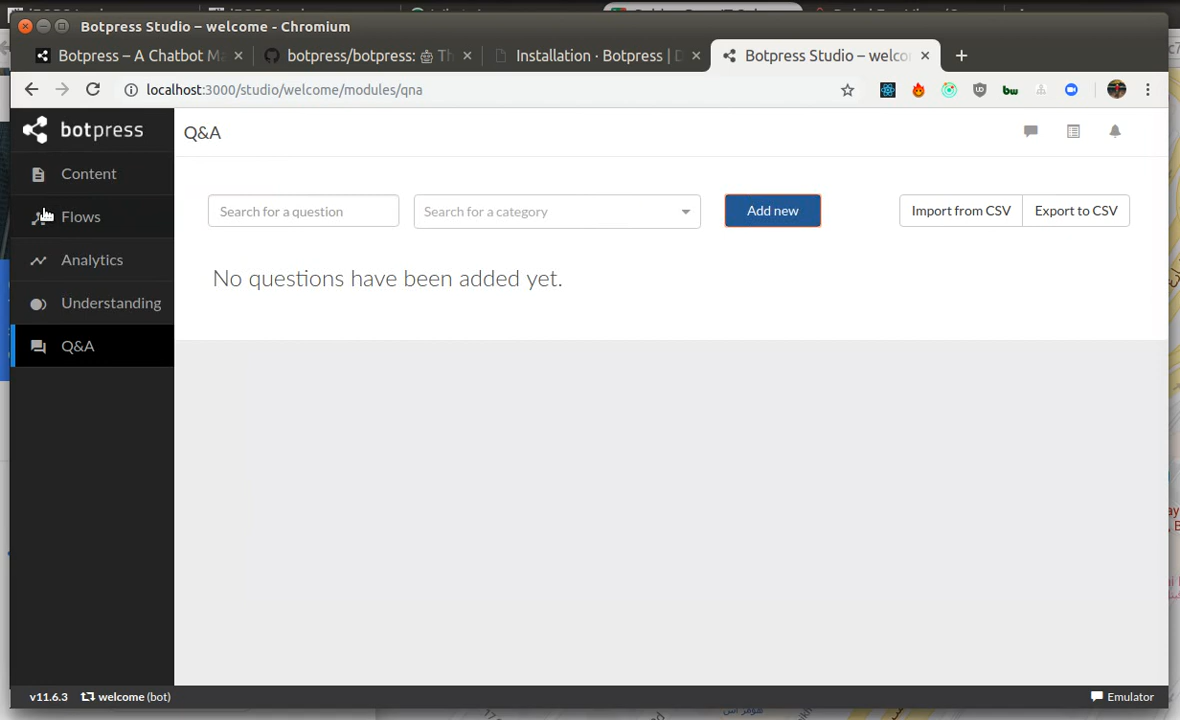 Botpress Studio – welcome - Chromium
Botpress – A Chatbot M
botpress/botpress: 🤖 Th
Installation · Botpress | D
Botpress Studio – welco
localhost:3000/studio/welcome/modules/qna
botpress
Q&A
Content
Flows
Analytics
Understanding
Q&A
Search for a question
Search for a category
Add new
Import from CSV
Export to CSV
No questions have been added yet.
v11.6.3
welcome (bot)
Emulator